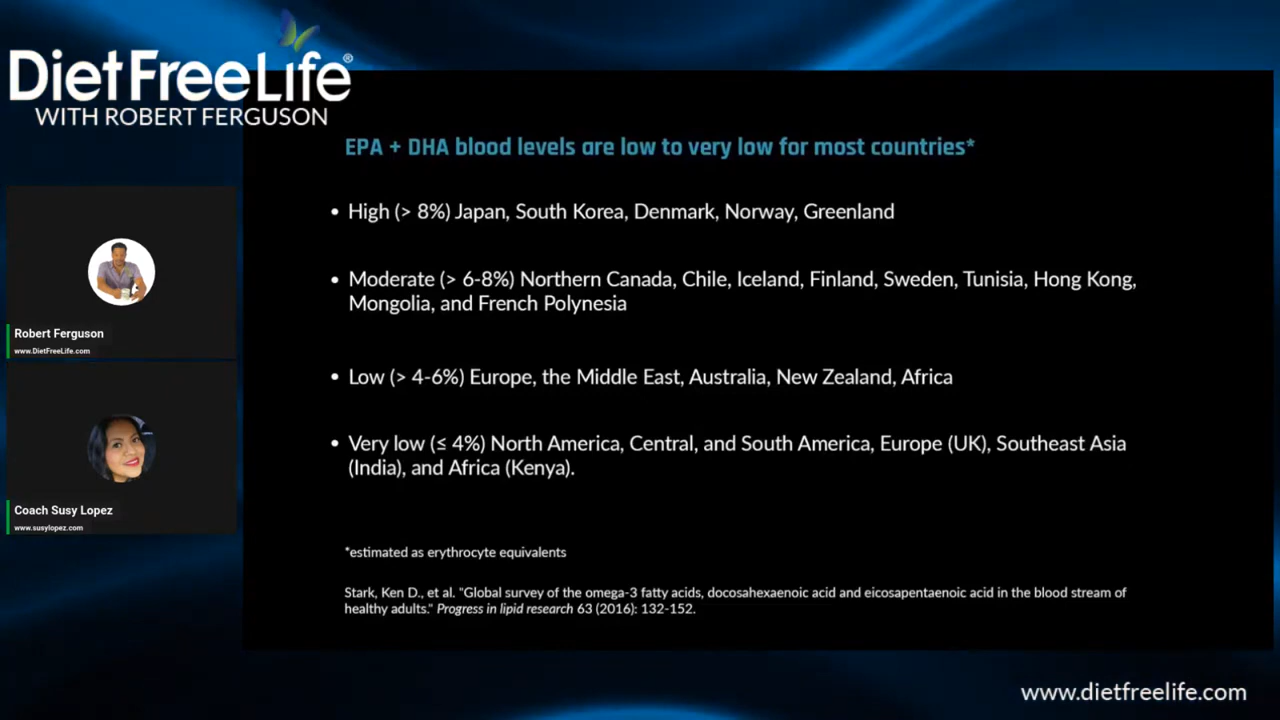 DietFreeLife®
WITH ROBERT FERGUSON
EPA + DHA blood levels are low to very low for most countries*
• High (> 8%) Japan, South Korea, Denmark, Norway, Greenland
• Moderate (> 6-8%) Northern Canada, Chile, Iceland, Finland, Sweden, Tunisia, Hong Kong,
Mongolia, and French Polynesia
• Low (> 4-6%) Europe, the Middle East, Australia, New Zealand, Africa
• Very low (≤ 4%) North America, Central, and South America, Europe (UK), Southeast Asia
(India), and Africa (Kenya).
*estimated as erythrocyte equivalents
Stark, Ken D., et al. "Global survey of the omega-3 fatty acids, docosahexaenoic acid and eicosapentaenoic acid in the blood stream of
healthy adults." Progress in lipid research 63 (2016): 132-152.
Robert Ferguson
www.DietFreeLife.com
Coach Susy Lopez
www.susylopez.com
www.dietfreelife.com